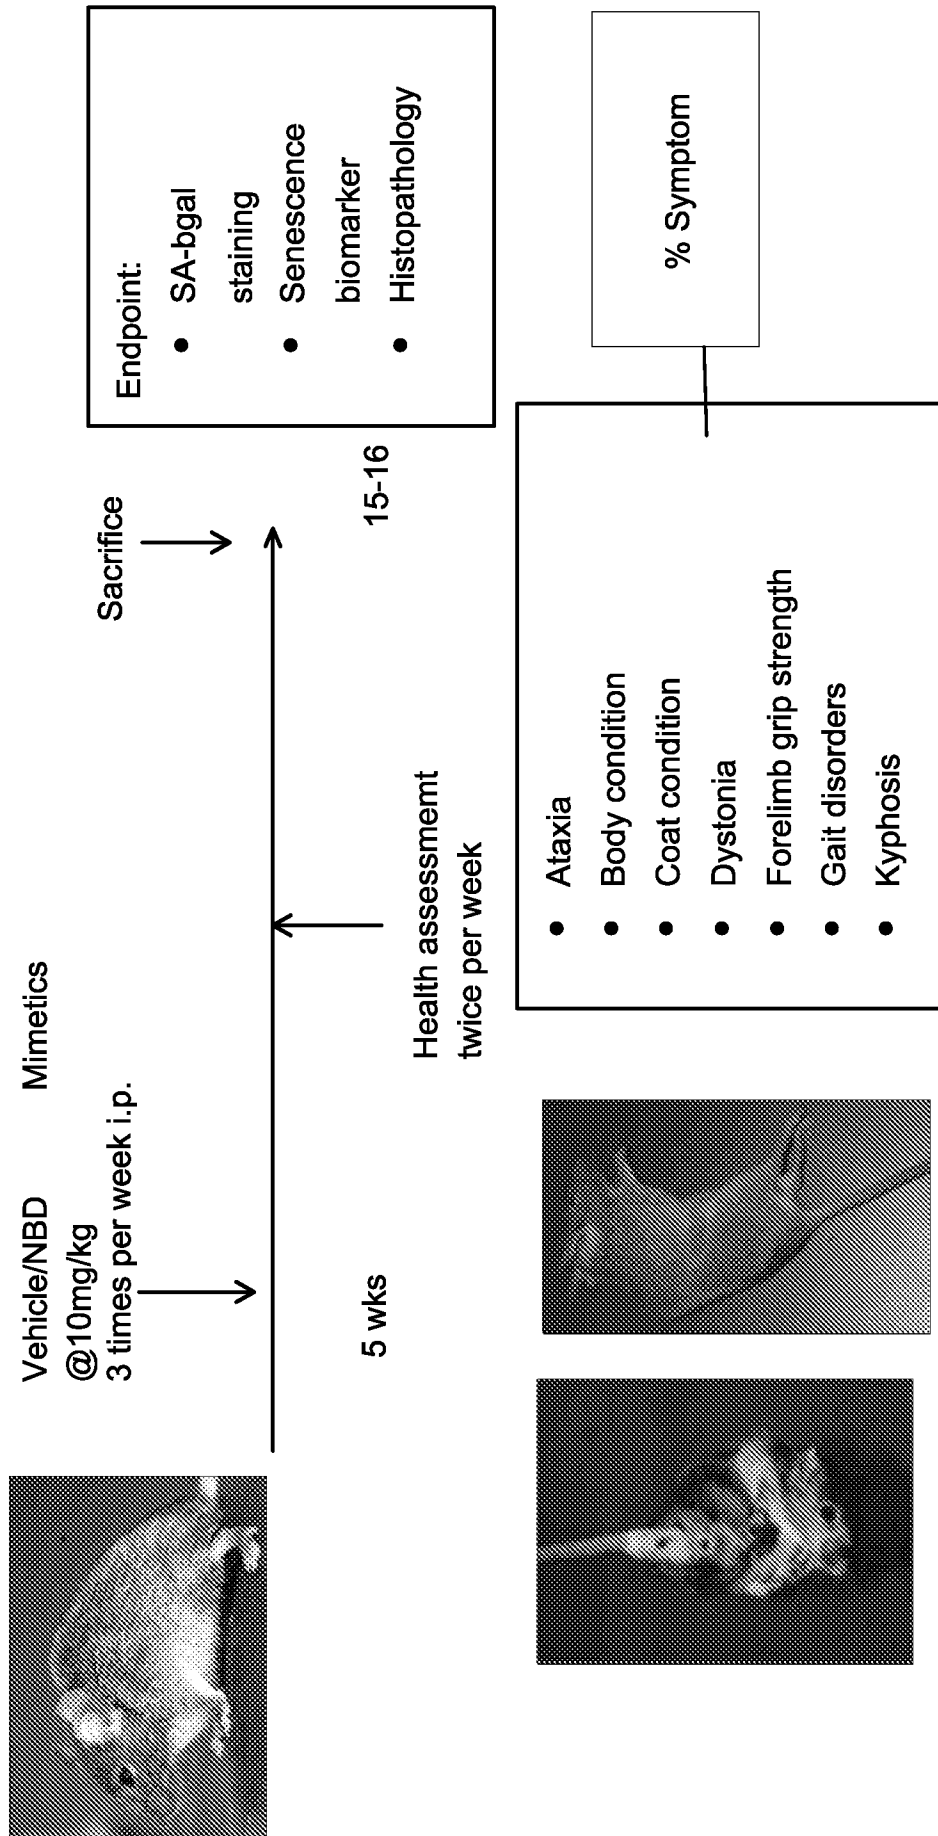 Vehicle/NBD Mimetics
@10mg/kg
3 times per week i.p.
Sacrifice
5 wks
15-16
Health assessmemt
twice per week
Endpoint:
● SA-bgal
staining
● Senescence
biomarker
● Histopathology
● Ataxia
● Body condition
● Coat condition
● Dystonia
● Forelimb grip strength
● Gait disorders
● Kyphosis
% Symptom